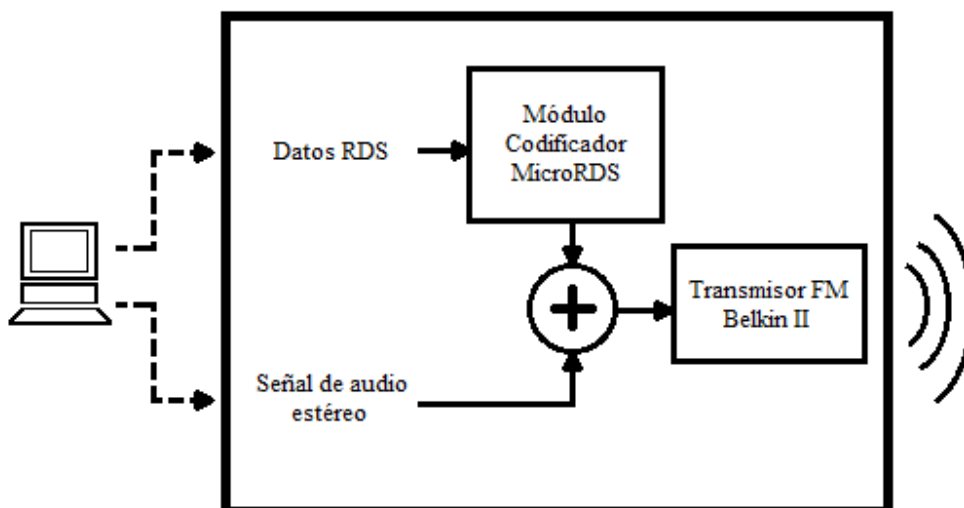 Módulo
Codificador
MicroRDS
Datos RDS
Transmisor FM
Belkin II
Señal de audio
estéreo